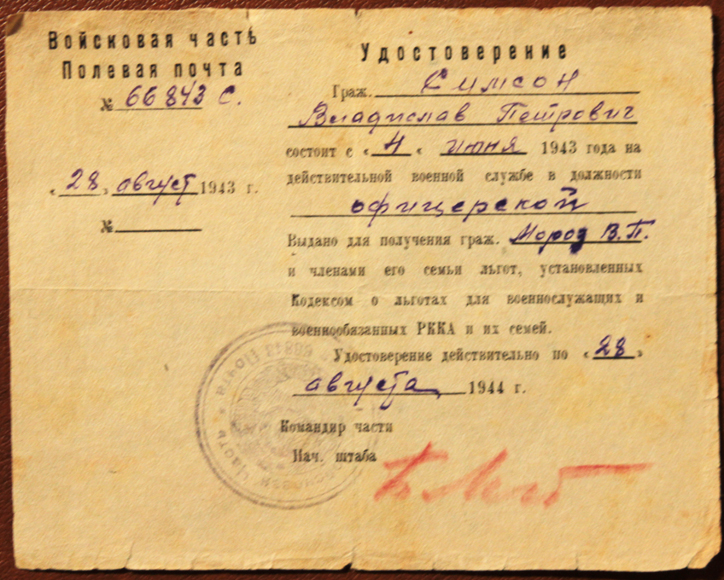 Войсковая часть
Полевая почта
№ 66843 С.
« 28 » август 1943 г.
№
Удостоверение
Граж. Симсон
Владислав Петрович
состоит с « 4 « июня 1943 года на
действительной военной службе в должности
офицерской
Выдано для получения граж. В.П.
и членами его семьи льгот, установленных
Кодексом о льготах для военнослужащих и
военнообязанных РККА и их семей.
Удостоверение действительно по « 28 »
августа 1944 г.
Командир части
Нач. штаба